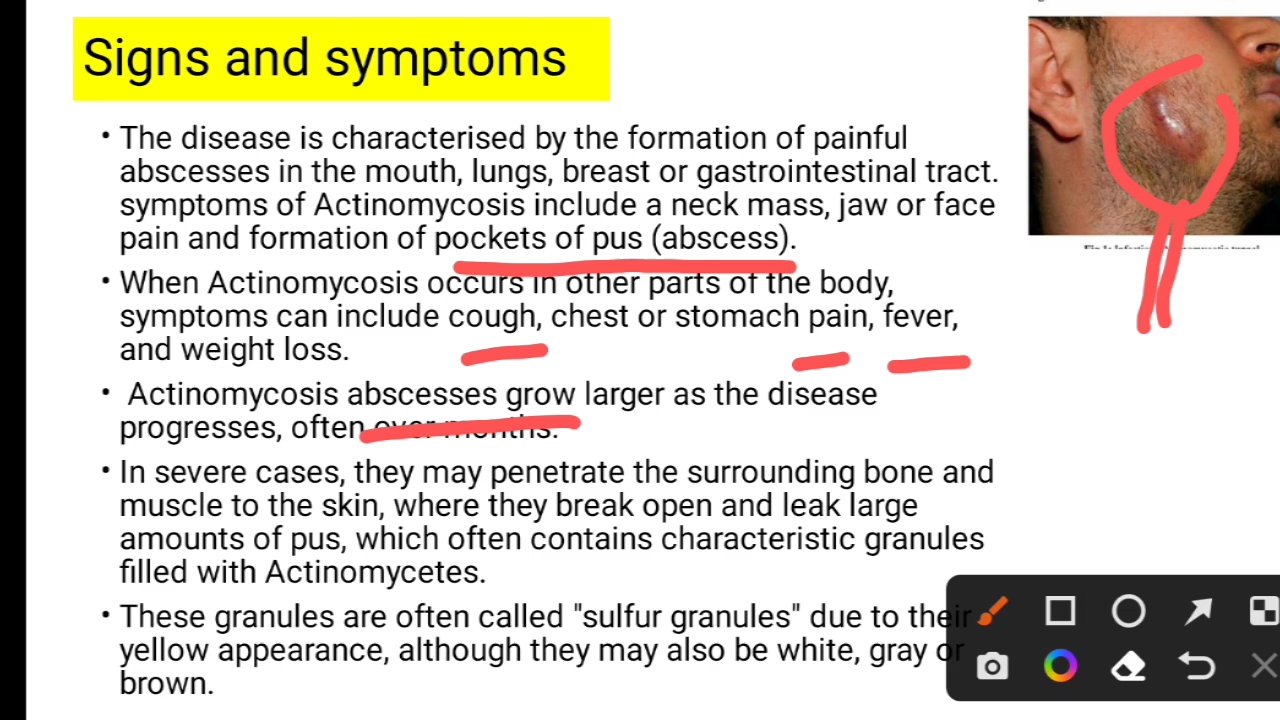 Signs and symptoms
• The disease is characterised by the formation of painful
abscesses in the mouth, lungs, breast or gastrointestinal tract.
symptoms of Actinomycosis include a neck mass, jaw or face
pain and formation of pockets of pus (abscess).
• When Actinomycosis occurs in other parts of the body,
symptoms can include cough, chest or stomach pain, fever,
and weight loss.
• Actinomycosis abscesses grow larger as the disease
progresses, often over months.
• In severe cases, they may penetrate the surrounding bone and
muscle to the skin, where they break open and leak large
amounts of pus, which often contains characteristic granules
filled with Actinomycetes.
• These granules are often called "sulfur granules" due to their
yellow appearance, although they may also be white, gray or
brown.